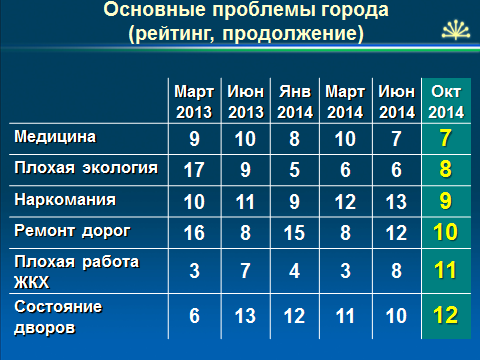 Основные проблемы города
(рейтинг, продолжение)
Март 2013 Июн 2013 Янв 2014 Март 2014 Июн 2014 Окт 2014
Медицина 9 10 8 10 7 7
Плохая экология 17 9 5 6 6 8
Наркомания 10 11 9 12 13 9
Ремонт дорог 16 8 15 8 12 10
Плохая работа ЖКХ 3 7 4 3 8 11
Состояние дворов 6 13 12 11 10 12